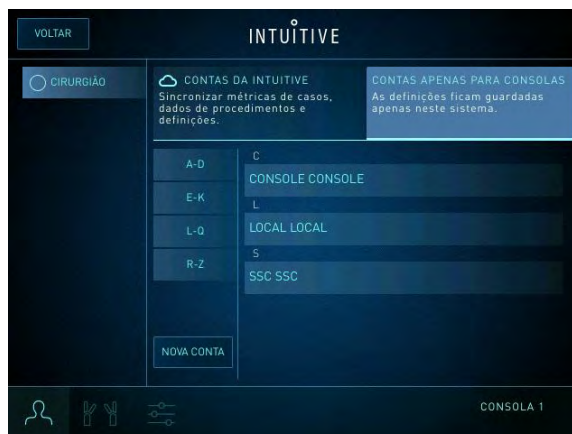 VOLTAR
INTUITIVE
CIRURGIÃO
CONTAS DA INTUITIVE
Sincronizar métricas de casos,
dados de procedimentos e
definições.
CONTAS APENAS PARA CONSOLAS
As definições ficam guardadas
apenas neste sistema.
A-D
E-K
L-Q
R-Z
C
CONSOLE CONSOLE
L
LOCAL LOCAL
S
SSC SSC
NOVA CONTA
CONSOLA 1